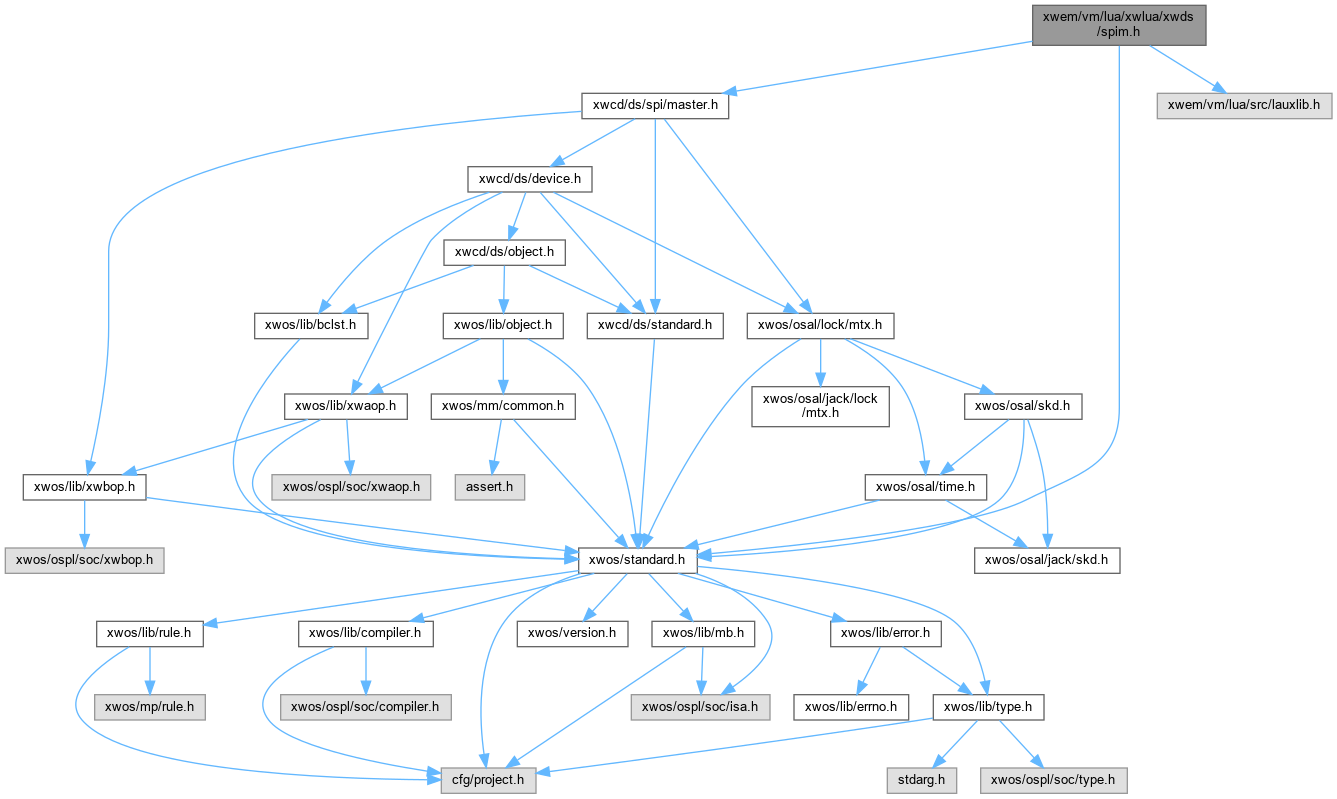 xwem/vm/lua/xwlua/xwds
/spim.h
xwcd/ds/spi/master.h
xwem/vm/lua/src/lauxlib.h
xwcd/ds/device.h
xwcd/ds/object.h
xwos/lib/bclst.h
xwos/lib/object.h
xwcd/ds/standard.h
xwos/osal/lock/mtx.h
xwos/lib/xwaop.h
xwos/mm/common.h
xwos/osal/jack/lock
/mtx.h
xwos/osal/skd.h
xwos/lib/xwbop.h
xwos/ospl/soc/xwaop.h
assert.h
xwos/osal/time.h
xwos/ospl/soc/xwbop.h
xwos/standard.h
xwos/osal/jack/skd.h
xwos/lib/rule.h
xwos/lib/compiler.h
xwos/version.h
xwos/lib/mb.h
xwos/lib/error.h
xwos/mp/rule.h
xwos/ospl/soc/compiler.h
xwos/ospl/soc/isa.h
xwos/lib/errno.h
xwos/lib/type.h
cfg/project.h
stdarg.h
xwos/ospl/soc/type.h